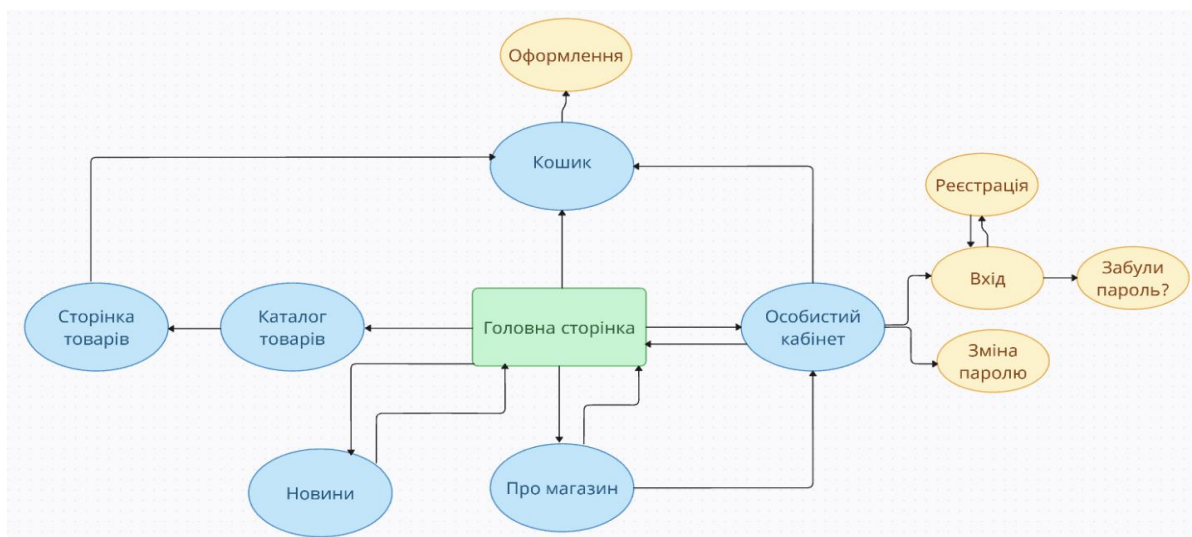 Оформлення
Кошик
Реєстрація
Вхід
Забули
пароль?
Сторінка
товарів
Каталог
товарів
Головна сторінка
Особистий
кабінет
Зміна
паролю
Новини
Про магазин